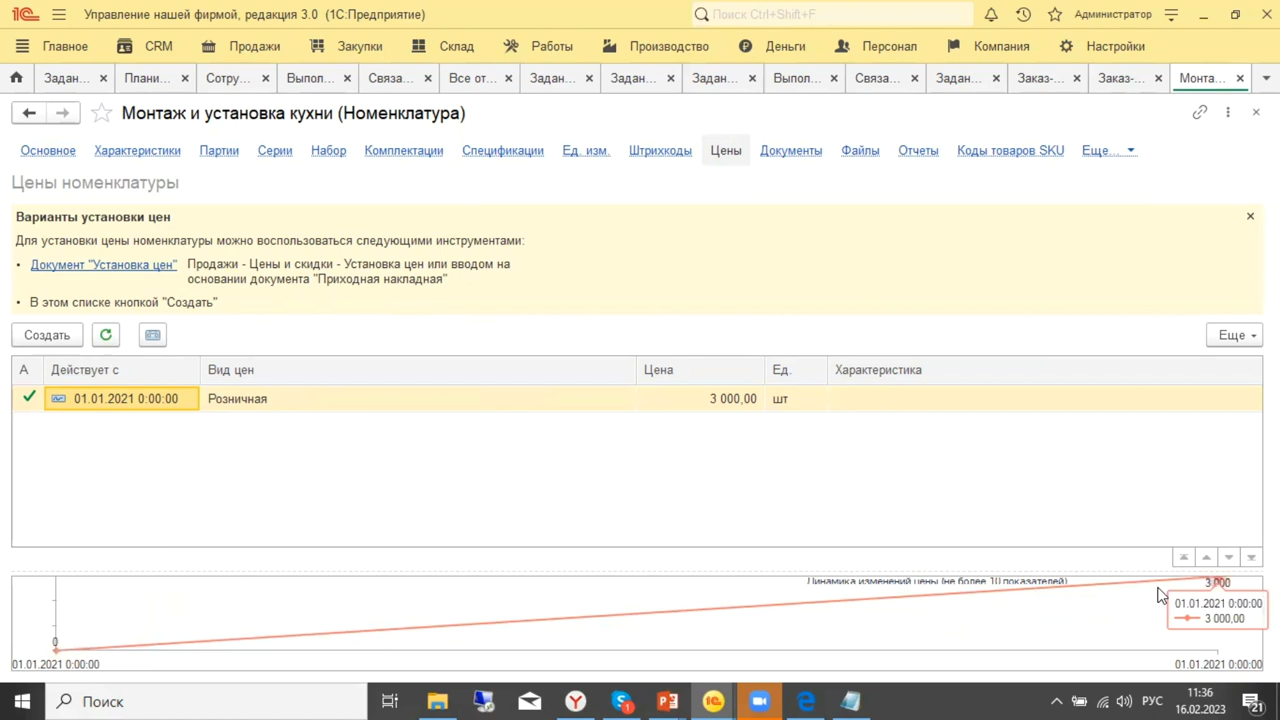 Управление нашей фирмой, редакция 3.0 (1С:Предприятие)
Поиск Ctrl+Shift+F
Администратор
Главное CRM Продажи Закупки Склад Работы Производство Деньги Персонал Компания Настройки
Задан... Плани... Сотру... Выпол... Связа... Все от... Задан... Задан... Задан... Выпол... Связа... Задан... Заказ-... Заказ-... Монта...
Монтаж и установка кухни (Номенклатура)
Основное Характеристики Партии Серии Набор Комплектации Спецификации Ед. изм. Штрихкоды Цены Документы Файлы Отчеты Коды товаров SKU Еще...
Цены номенклатуры
Варианты установки цен
Для установки цены номенклатуры можно воспользоваться следующими инструментами:
• Документ "Установка цен" Продажи - Цены и скидки - Установка цен или вводом на
основании документа "Приходная накладная"
• В этом списке кнопкой "Создать"
Создать Еще
А Действует с Вид цен Цена Ед. Характеристика
01.01.2021 0:00:00 Розничная 3 000,00 шт
Динамика изменений цены (не более 10 показателей)
3 000
01.01.2021 0:00:00
3 000,00
0
01.01.2021 0:00:00 01.01.2021 0:00:00
Поиск
1
РУС
11:36
16.02.2023
21